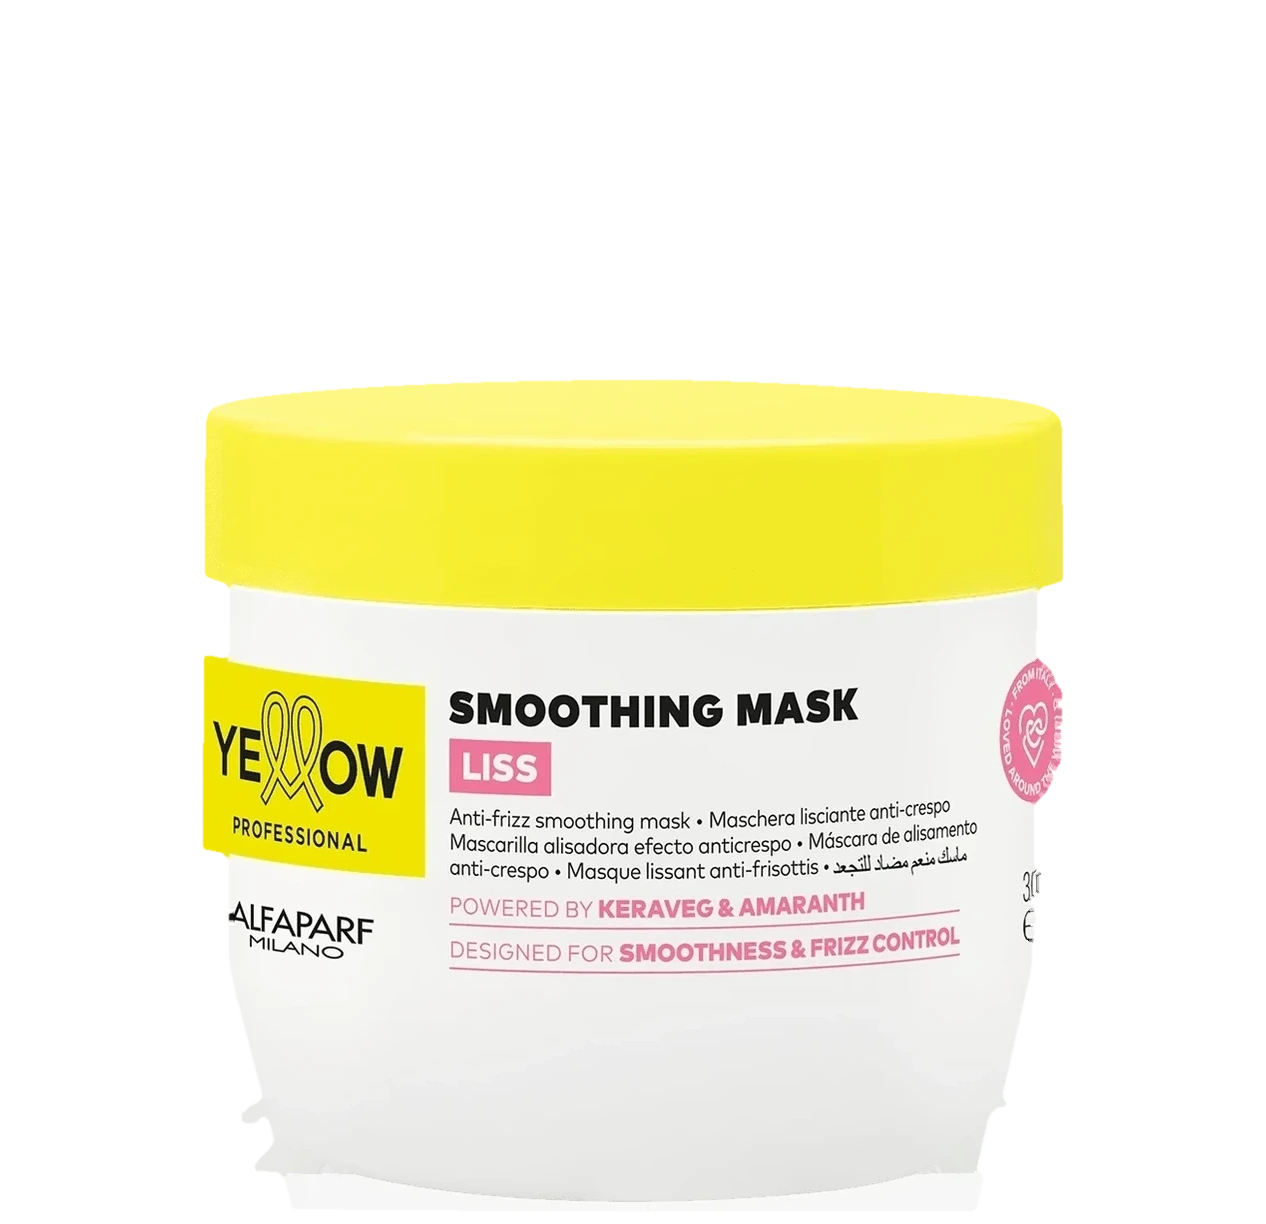 SMOOTHING MASK
YELLOW
PROFESSIONAL
LISS
Anti-frizz smoothing mask • Maschera lisciante anti-crespo
Mascarilla alisadora efecto anticrespo • Máscara de alisamento
anti-crespo • Masque lissant anti-frisottis • ماسك منعم مضاد للتجعد
POWERED BY KERAVEG & AMARANTH
DESIGNED FOR SMOOTHNESS & FRIZZ CONTROL
ALFAPARF
MILANO
• FROM ITALY
LOVED AROUND THE